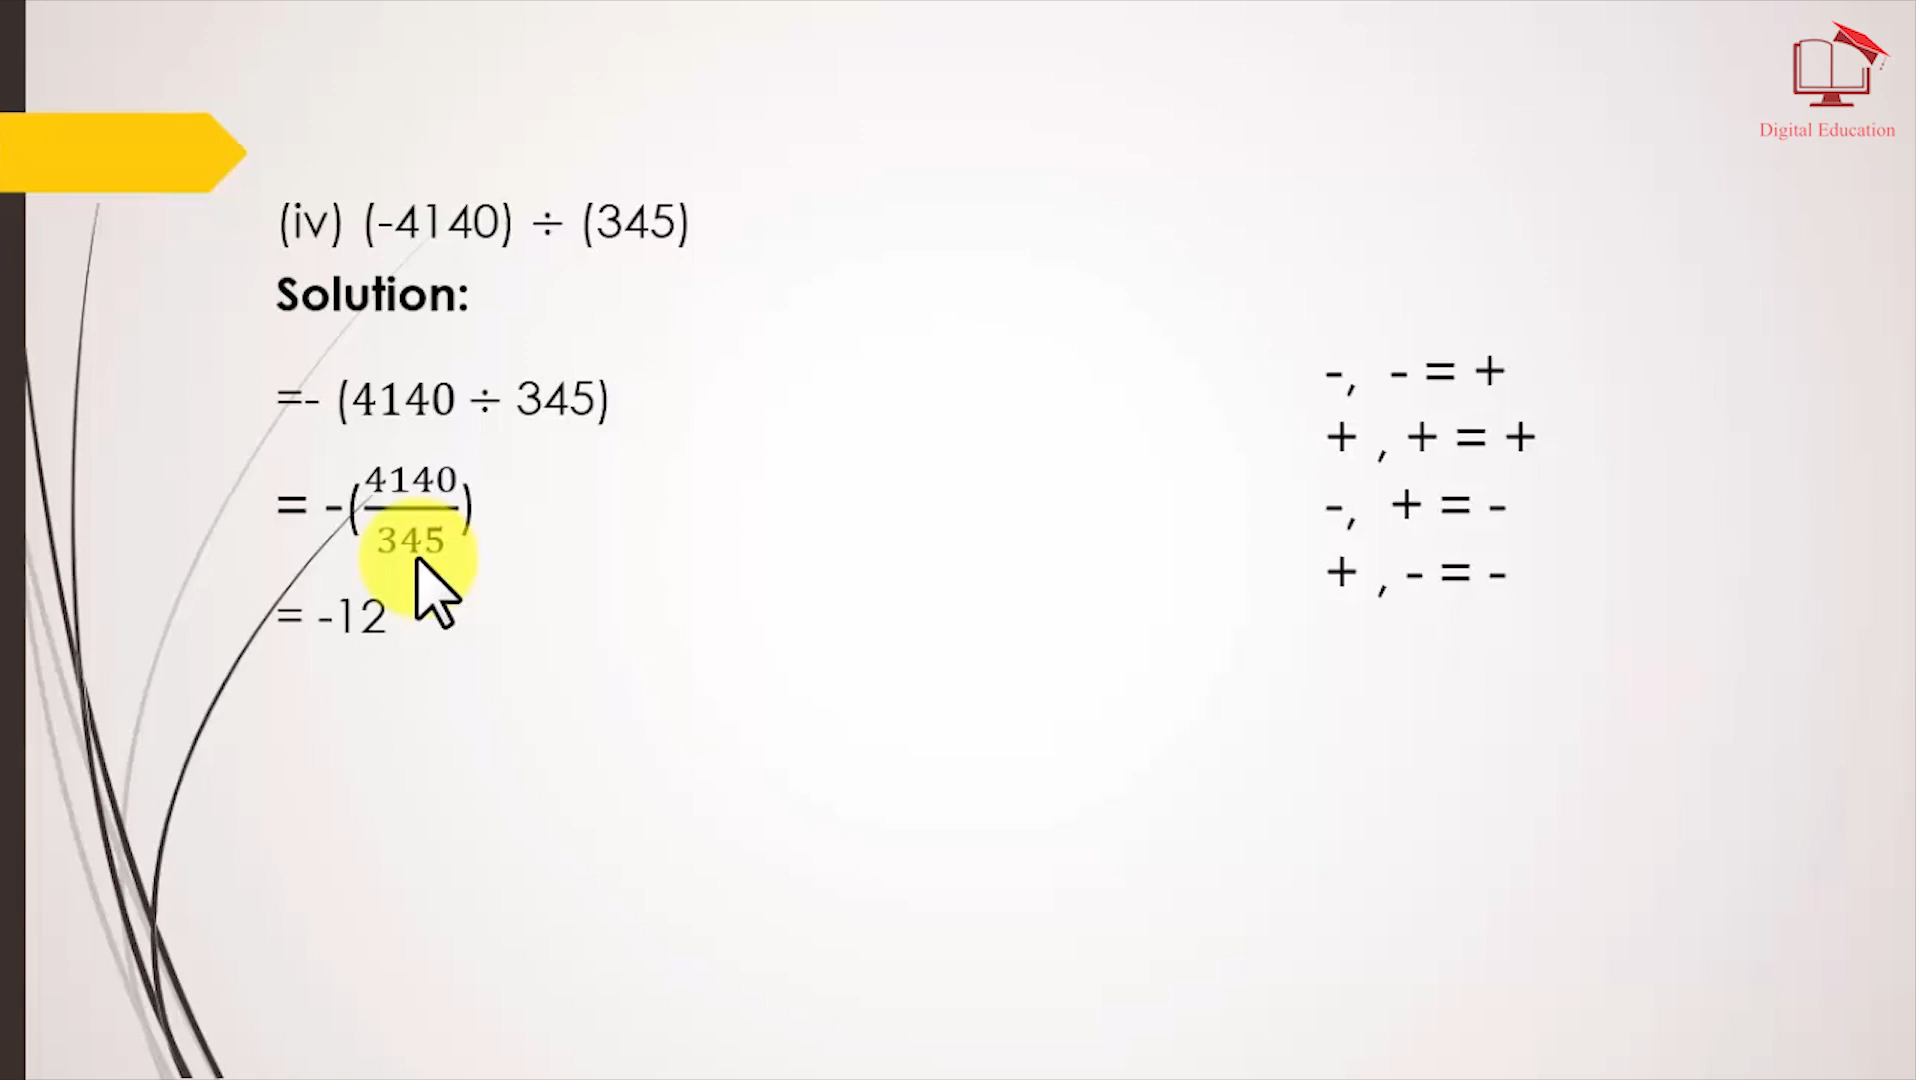 Digital Education
(iv) (-4140) ÷ (345)
Solution:
=- (4140 ÷ 345)
= -(4140/345)
= -12
-, - = +
+ , + = +
-, + = -
+ , - = -